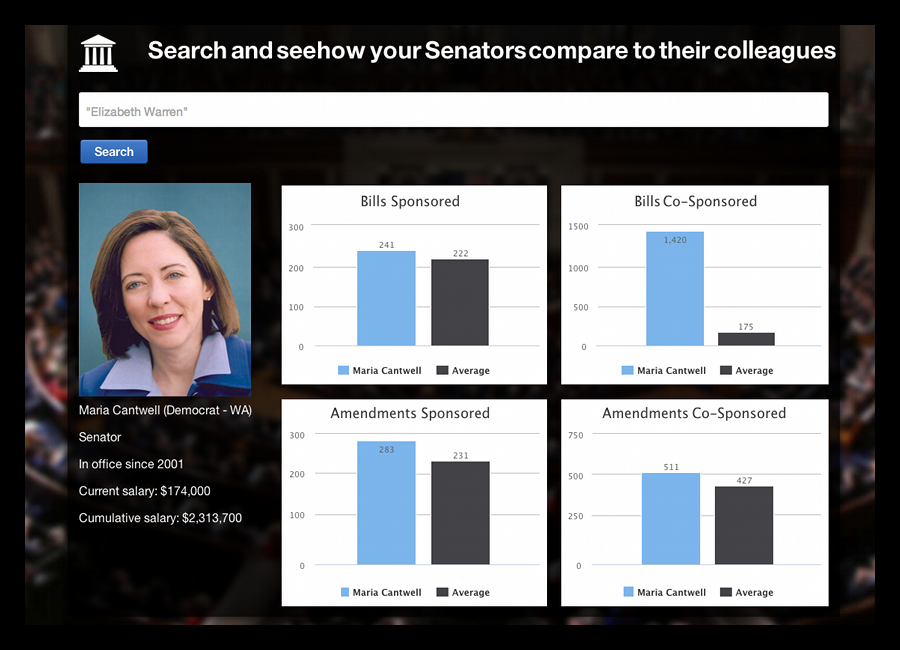 Search and seehow your Senators compare to their colleagues
"Elizabeth Warren"
Search
Maria Cantwell (Democrat - WA)
Senator
In office since 2001
Current salary: $174,000
Cumulative salary: $2,313,700
Bills Sponsored
300
200
100
0
241
222
Maria Cantwell Average
Bills Co-Sponsored
1500
1000
500
0
1,420
175
Maria Cantwell Average
Amendments Sponsored
300
200
100
0
283
231
Maria Cantwell Average
Amendments Co-Sponsored
750
500
250
0
511
427
Maria Cantwell Average